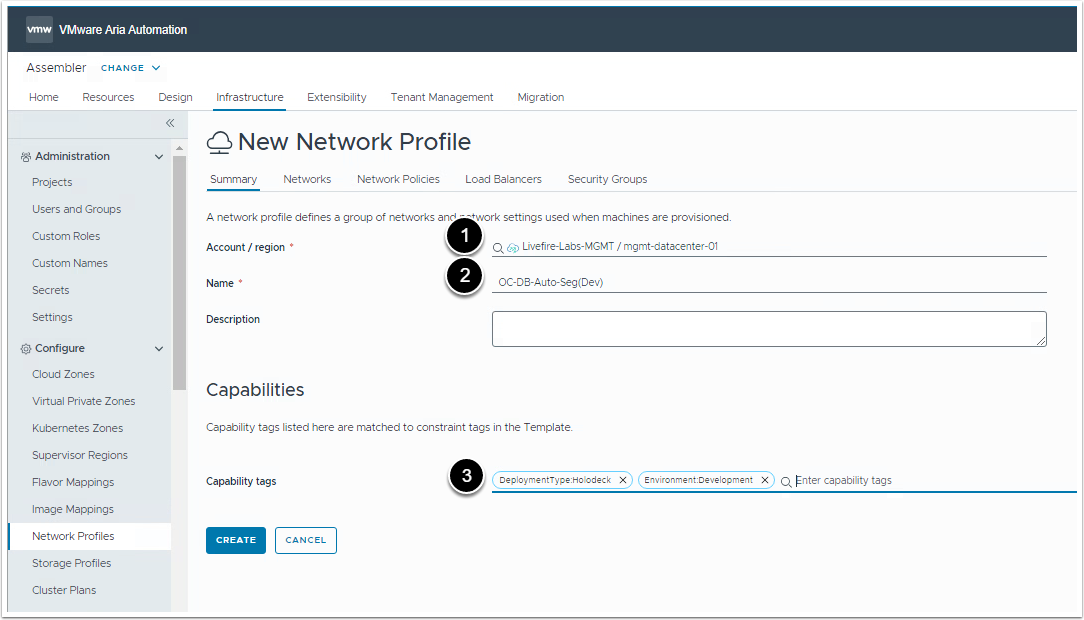 vmw VMware Aria Automation
Assembler CHANGE
Home Resources Design Infrastructure Extensibility Tenant Management Migration
«
Administration
Projects
Users and Groups
Custom Roles
Custom Names
Secrets
Settings
Configure
Cloud Zones
Virtual Private Zones
Kubernetes Zones
Supervisor Regions
Flavor Mappings
Image Mappings
Network Profiles
Storage Profiles
Cluster Plans
New Network Profile
Summary Networks Network Policies Load Balancers Security Groups
A network profile defines a group of networks and network settings used when machines are provisioned.
Account / region * 1 Livefire-Labs-MGMT / mgmt-datacenter-01
Name * 2 OC-DB-Auto-Seg(Dev)
Description
Capabilities
Capability tags listed here are matched to constraint tags in the Template.
Capability tags 3 DeploymentType:Holodeck × Environment:Development × Enter capability tags
CREATE CANCEL